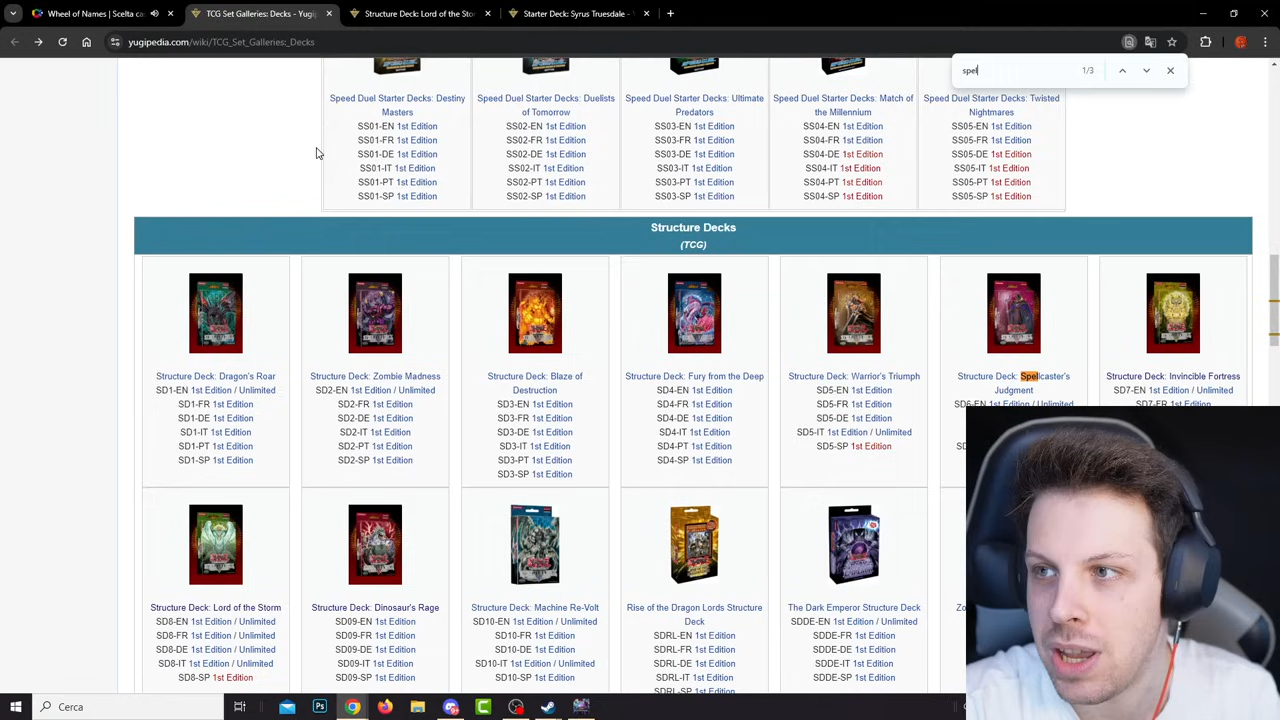 Wheel of Names | Scelta ca
TCG Set Galleries: Decks - Yugi
Structure Deck: Lord of the Stor
Starter Deck: Syrus Truesdale -
yugipedia.com/wiki/TCG_Set_Galleries:_Decks
spel
1/3
Speed Duel Starter Decks: Destiny Masters
SS01-EN 1st Edition
SS01-FR 1st Edition
SS01-DE 1st Edition
SS01-IT 1st Edition
SS01-PT 1st Edition
SS01-SP 1st Edition
Speed Duel Starter Decks: Duelists of Tomorrow
SS02-EN 1st Edition
SS02-FR 1st Edition
SS02-DE 1st Edition
SS02-IT 1st Edition
SS02-PT 1st Edition
SS02-SP 1st Edition
Speed Duel Starter Decks: Ultimate Predators
SS03-EN 1st Edition
SS03-FR 1st Edition
SS03-DE 1st Edition
SS03-IT 1st Edition
SS03-PT 1st Edition
SS03-SP 1st Edition
Speed Duel Starter Decks: Match of the Millennium
SS04-EN 1st Edition
SS04-FR 1st Edition
SS04-DE 1st Edition
SS04-IT 1st Edition
SS04-PT 1st Edition
SS04-SP 1st Edition
Speed Duel Starter Decks: Twisted Nightmares
SS05-EN 1st Edition
SS05-FR 1st Edition
SS05-DE 1st Edition
SS05-IT 1st Edition
SS05-PT 1st Edition
SS05-SP 1st Edition
Structure Decks
(TCG)
Structure Deck: Dragon's Roar
SD1-EN 1st Edition / Unlimited
SD1-FR 1st Edition
SD1-DE 1st Edition
SD1-IT 1st Edition
SD1-PT 1st Edition
SD1-SP 1st Edition
Structure Deck: Zombie Madness
SD2-EN 1st Edition / Unlimited
SD2-FR 1st Edition
SD2-DE 1st Edition
SD2-IT 1st Edition
SD2-PT 1st Edition
SD2-SP 1st Edition
Structure Deck: Blaze of
Destruction
SD3-EN 1st Edition
SD3-FR 1st Edition
SD3-DE 1st Edition
SD3-IT 1st Edition
SD3-PT 1st Edition
SD3-SP 1st Edition
Structure Deck: Fury from the Deep
SD4-EN 1st Edition
SD4-FR 1st Edition
SD4-DE 1st Edition
SD4-IT 1st Edition
SD4-PT 1st Edition
SD4-SP 1st Edition
Structure Deck: Warrior's Triumph
SD5-EN 1st Edition
SD5-FR 1st Edition
SD5-DE 1st Edition
SD5-IT 1st Edition / Unlimited
SD5-SP 1st Edition
Structure Deck: Spellcaster's
Judgment
SD6-EN 1st Edition / Unlimited
Structure Deck: Invincible Fortress
SD7-EN 1st Edition / Unlimited
SD7-FR 1st Edition
Structure Deck: Lord of the Storm
SD8-EN 1st Edition / Unlimited
SD8-FR 1st Edition / Unlimited
SD8-DE 1st Edition / Unlimited
SD8-IT 1st Edition / Unlimited
SD8-SP 1st Edition
Structure Deck: Dinosaur's Rage
SD09-EN 1st Edition
SD09-FR 1st Edition
SD09-DE 1st Edition
SD09-IT 1st Edition
SD09-SP 1st Edition
Structure Deck: Machine Re-Volt
SD10-EN 1st Edition / Unlimited
SD10-FR 1st Edition
SD10-DE 1st Edition
SD10-IT 1st Edition / Unlimited
SD10-SP 1st Edition
Rise of the Dragon Lords Structure
Deck
SDRL-EN 1st Edition
SDRL-FR 1st Edition
SDRL-DE 1st Edition
SDRL-IT 1st Edition
SDRL-SP 1st Edition
The Dark Emperor Structure Deck
SDDE-EN 1st Edition / Unlimited
SDDE-FR 1st Edition
SDDE-DE 1st Edition
SDDE-IT 1st Edition
SDDE-SP 1st Edition
Cerca